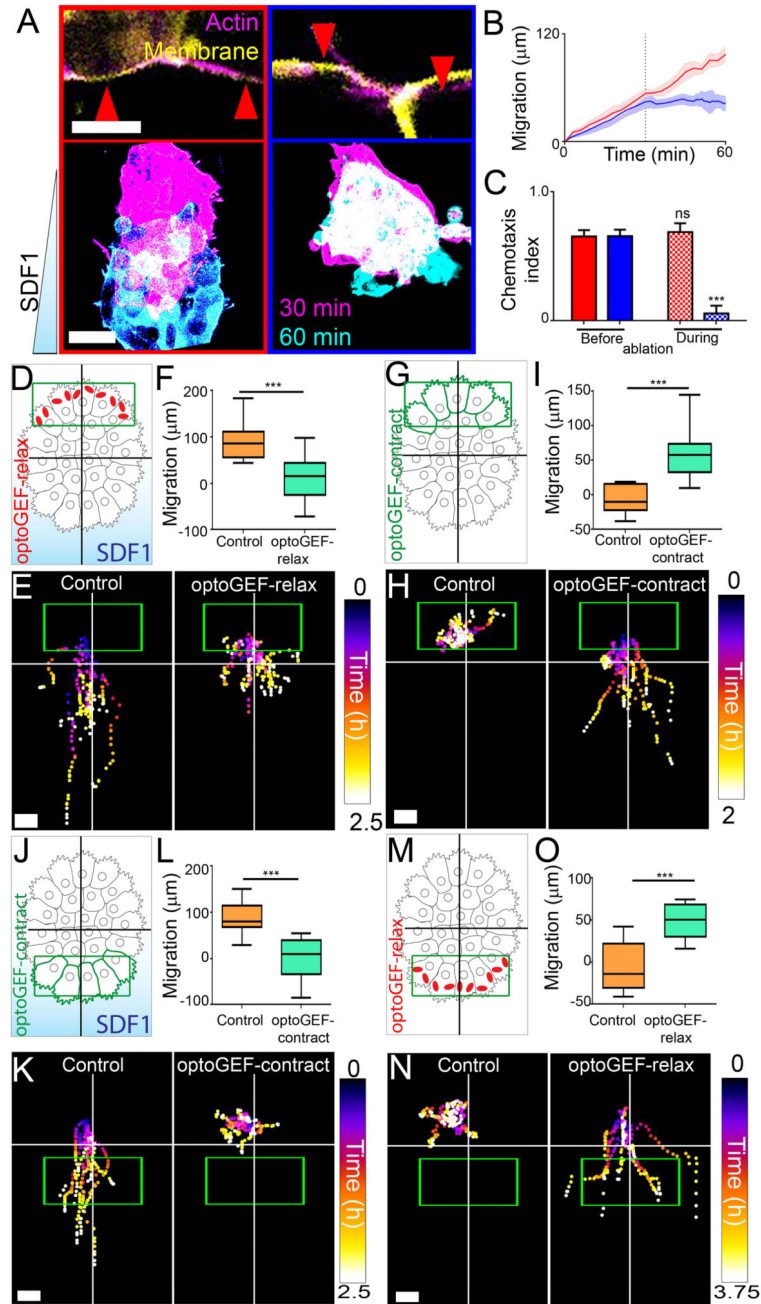 A
Actin
Membrane
SDF1
30 min
60 min
B
Migration (μm)
120
0
0
Time (min)
60
C
Chemotaxis
index
1.0
0
ns
***
Before
During
ablation
D
optoGEF-relax
SDF1
F
Migration (μm)
200
100
0
-100
***
Control
optoGEF-
relax
G
optoGEF-contract
I
Migration (μm)
150
100
50
0
-50
***
Control
optoGEF-
contract
E
Control
optoGEF-relax
0
Time (h)
2.5
H
Control
optoGEF-contract
0
Time (h)
2
J
optoGEF-contract
SDF1
L
Migration (μm)
200
100
0
-100
***
Control
optoGEF-
contract
M
optoGEF-relax
O
Migration (μm)
100
50
0
-50
***
Control
optoGEF-
relax
K
Control
optoGEF-contract
0
Time (h)
2.5
N
Control
optoGEF-relax
0
Time (h)
3.75